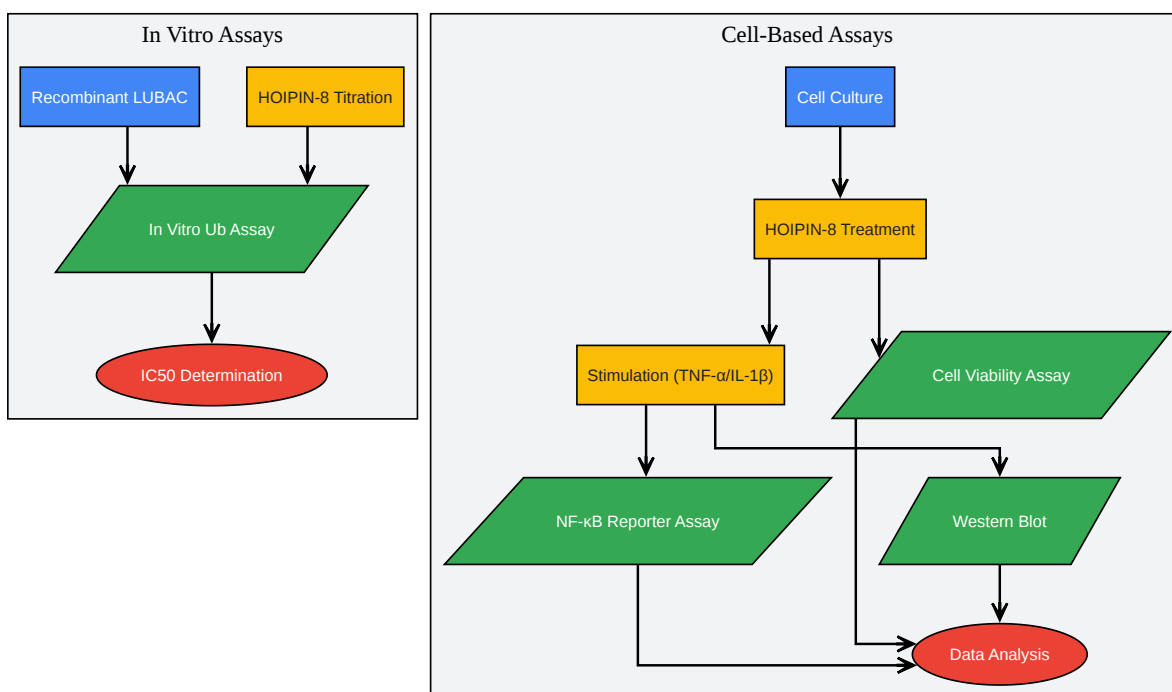 In Vitro Assays
Recombinant LUBAC
HOIPIN-8 Titration
In Vitro Ub Assay
IC50 Determination
Cell-Based Assays
Cell Culture
HOIPIN-8 Treatment
Stimulation (TNF-α/IL-1β)
Cell Viability Assay
NF-κB Reporter Assay
Western Blot
Data Analysis